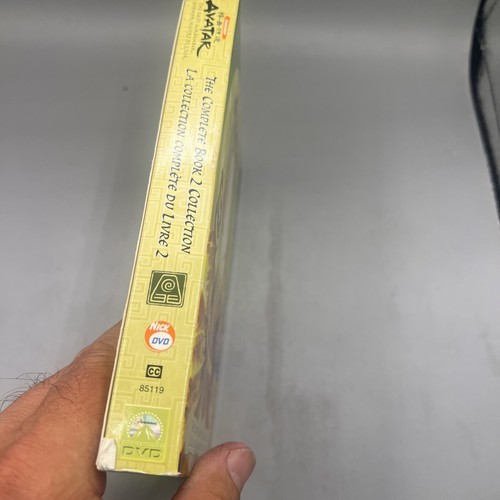 AVATAR
THE COMPLETE BOOK 2 COLLECTION
LA COLLECTION COMPLÈTE DU LIVRE 2
NICK
DVD
CC
85119
DVD